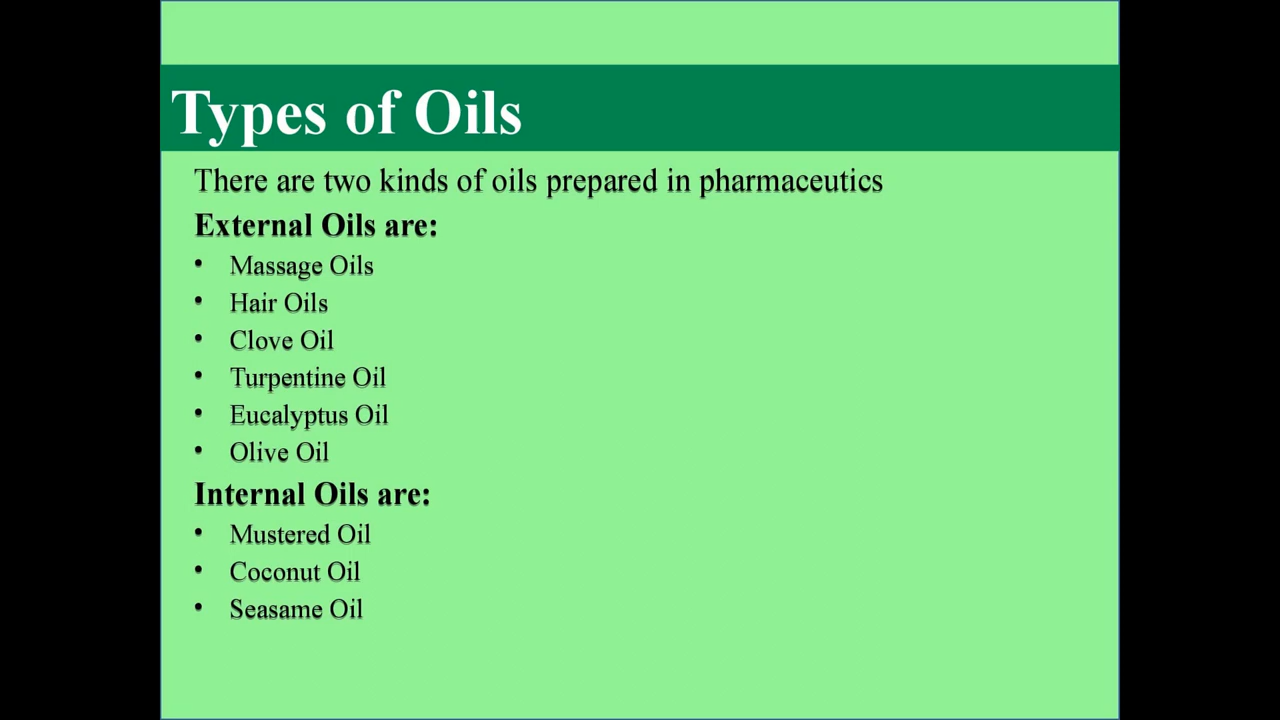 Types of Oils
There are two kinds of oils prepared in pharmaceutics
External Oils are:
• Massage Oils
• Hair Oils
• Clove Oil
• Turpentine Oil
• Eucalyptus Oil
• Olive Oil
Internal Oils are:
• Mustered Oil
• Coconut Oil
• Seasame Oil